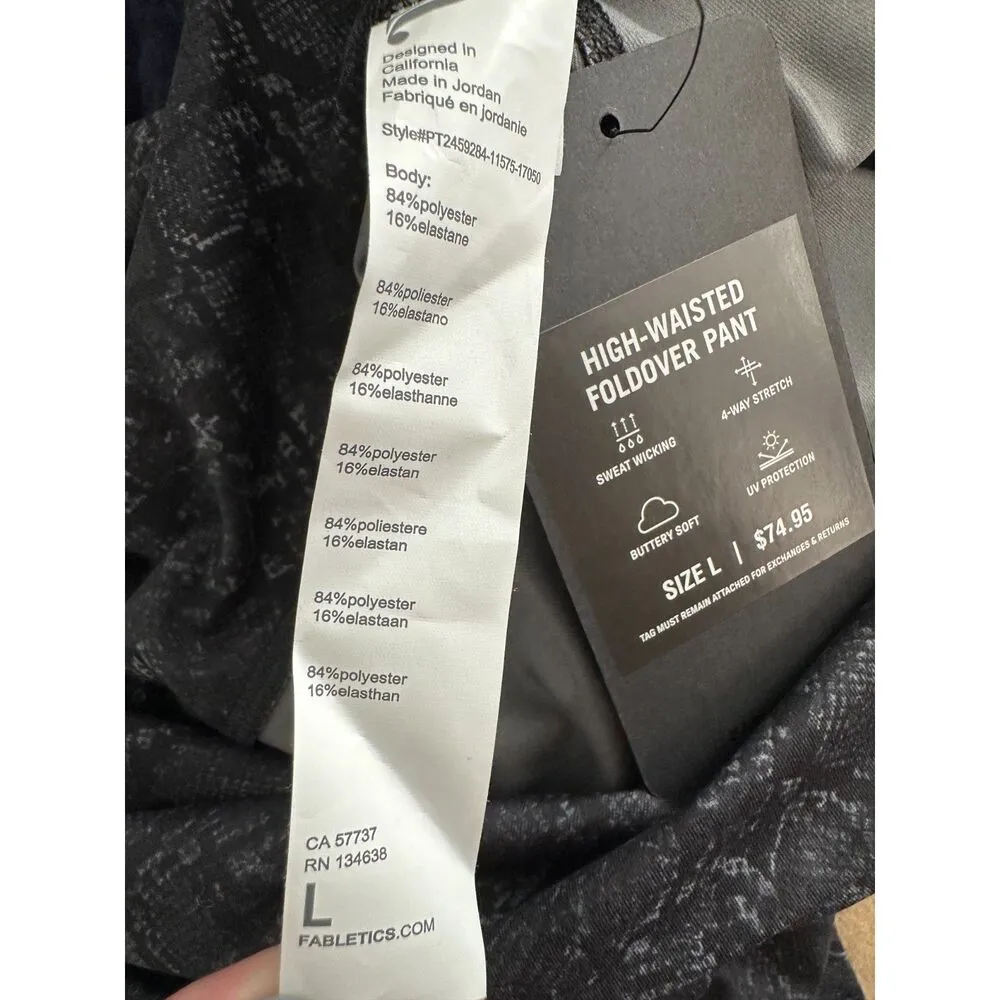 Designed in
California
Made in Jordan
Fabriqué en jordanie
Style#PT2459284-11575-17050
Body:
84%polyester
16%elastane
84%poliester
16%elastano
84%polyester
16%elasthanne
84%polyester
16%elastan
84%poliestere
16%elastan
84%polyester
16%elastaan
84%polyester
16%elasthan
CA 57737
RN 134638
L
FABLETICS.COM
HIGH-WAISTED
FOLDOVER PANT
SWEAT WICKING
4-WAY STRETCH
BUTTERY SOFT
UV PROTECTION
SIZE L | $74.95
TAG MUST REMAIN ATTACHED FOR EXCHANGES & RETURNS